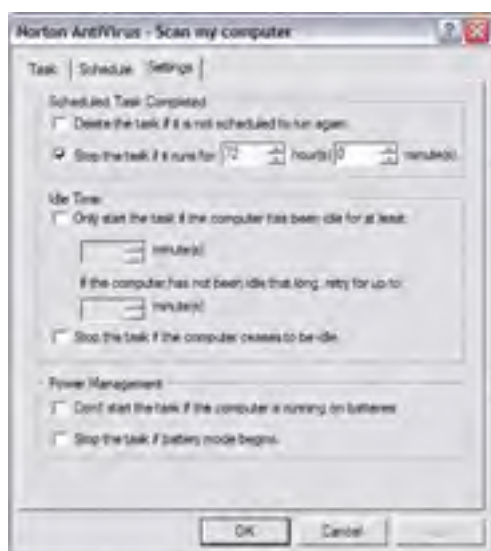 Norton AntiVirus - Scan my computer
Task Schedule Settings
Scheduled Task Completed
Delete the task if it is not scheduled to run again.
Stop the task if it runs for: 72 hour(s) 0 minute(s).
Idle Time
Only start the task if the computer has been idle for at least:
minute(s)
If the computer has not been idle that long, retry for up to:
minute(s)
Stop the task if the computer ceases to be idle.
Power Management
Don't start the task if the computer is running on batteries.
Stop the task if battery mode begins.
OK Cancel